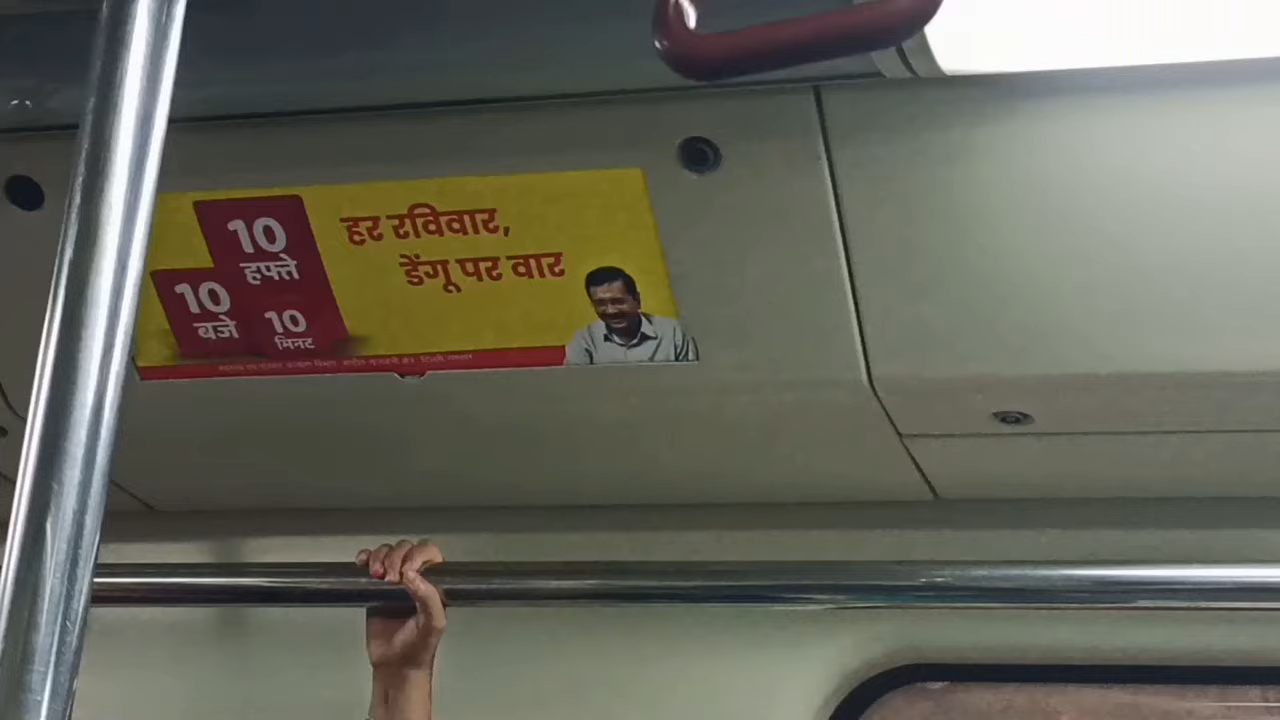 10
हफ्ते
10
बजे
10
मिनट
हर रविवार,
डेंगू पर वार